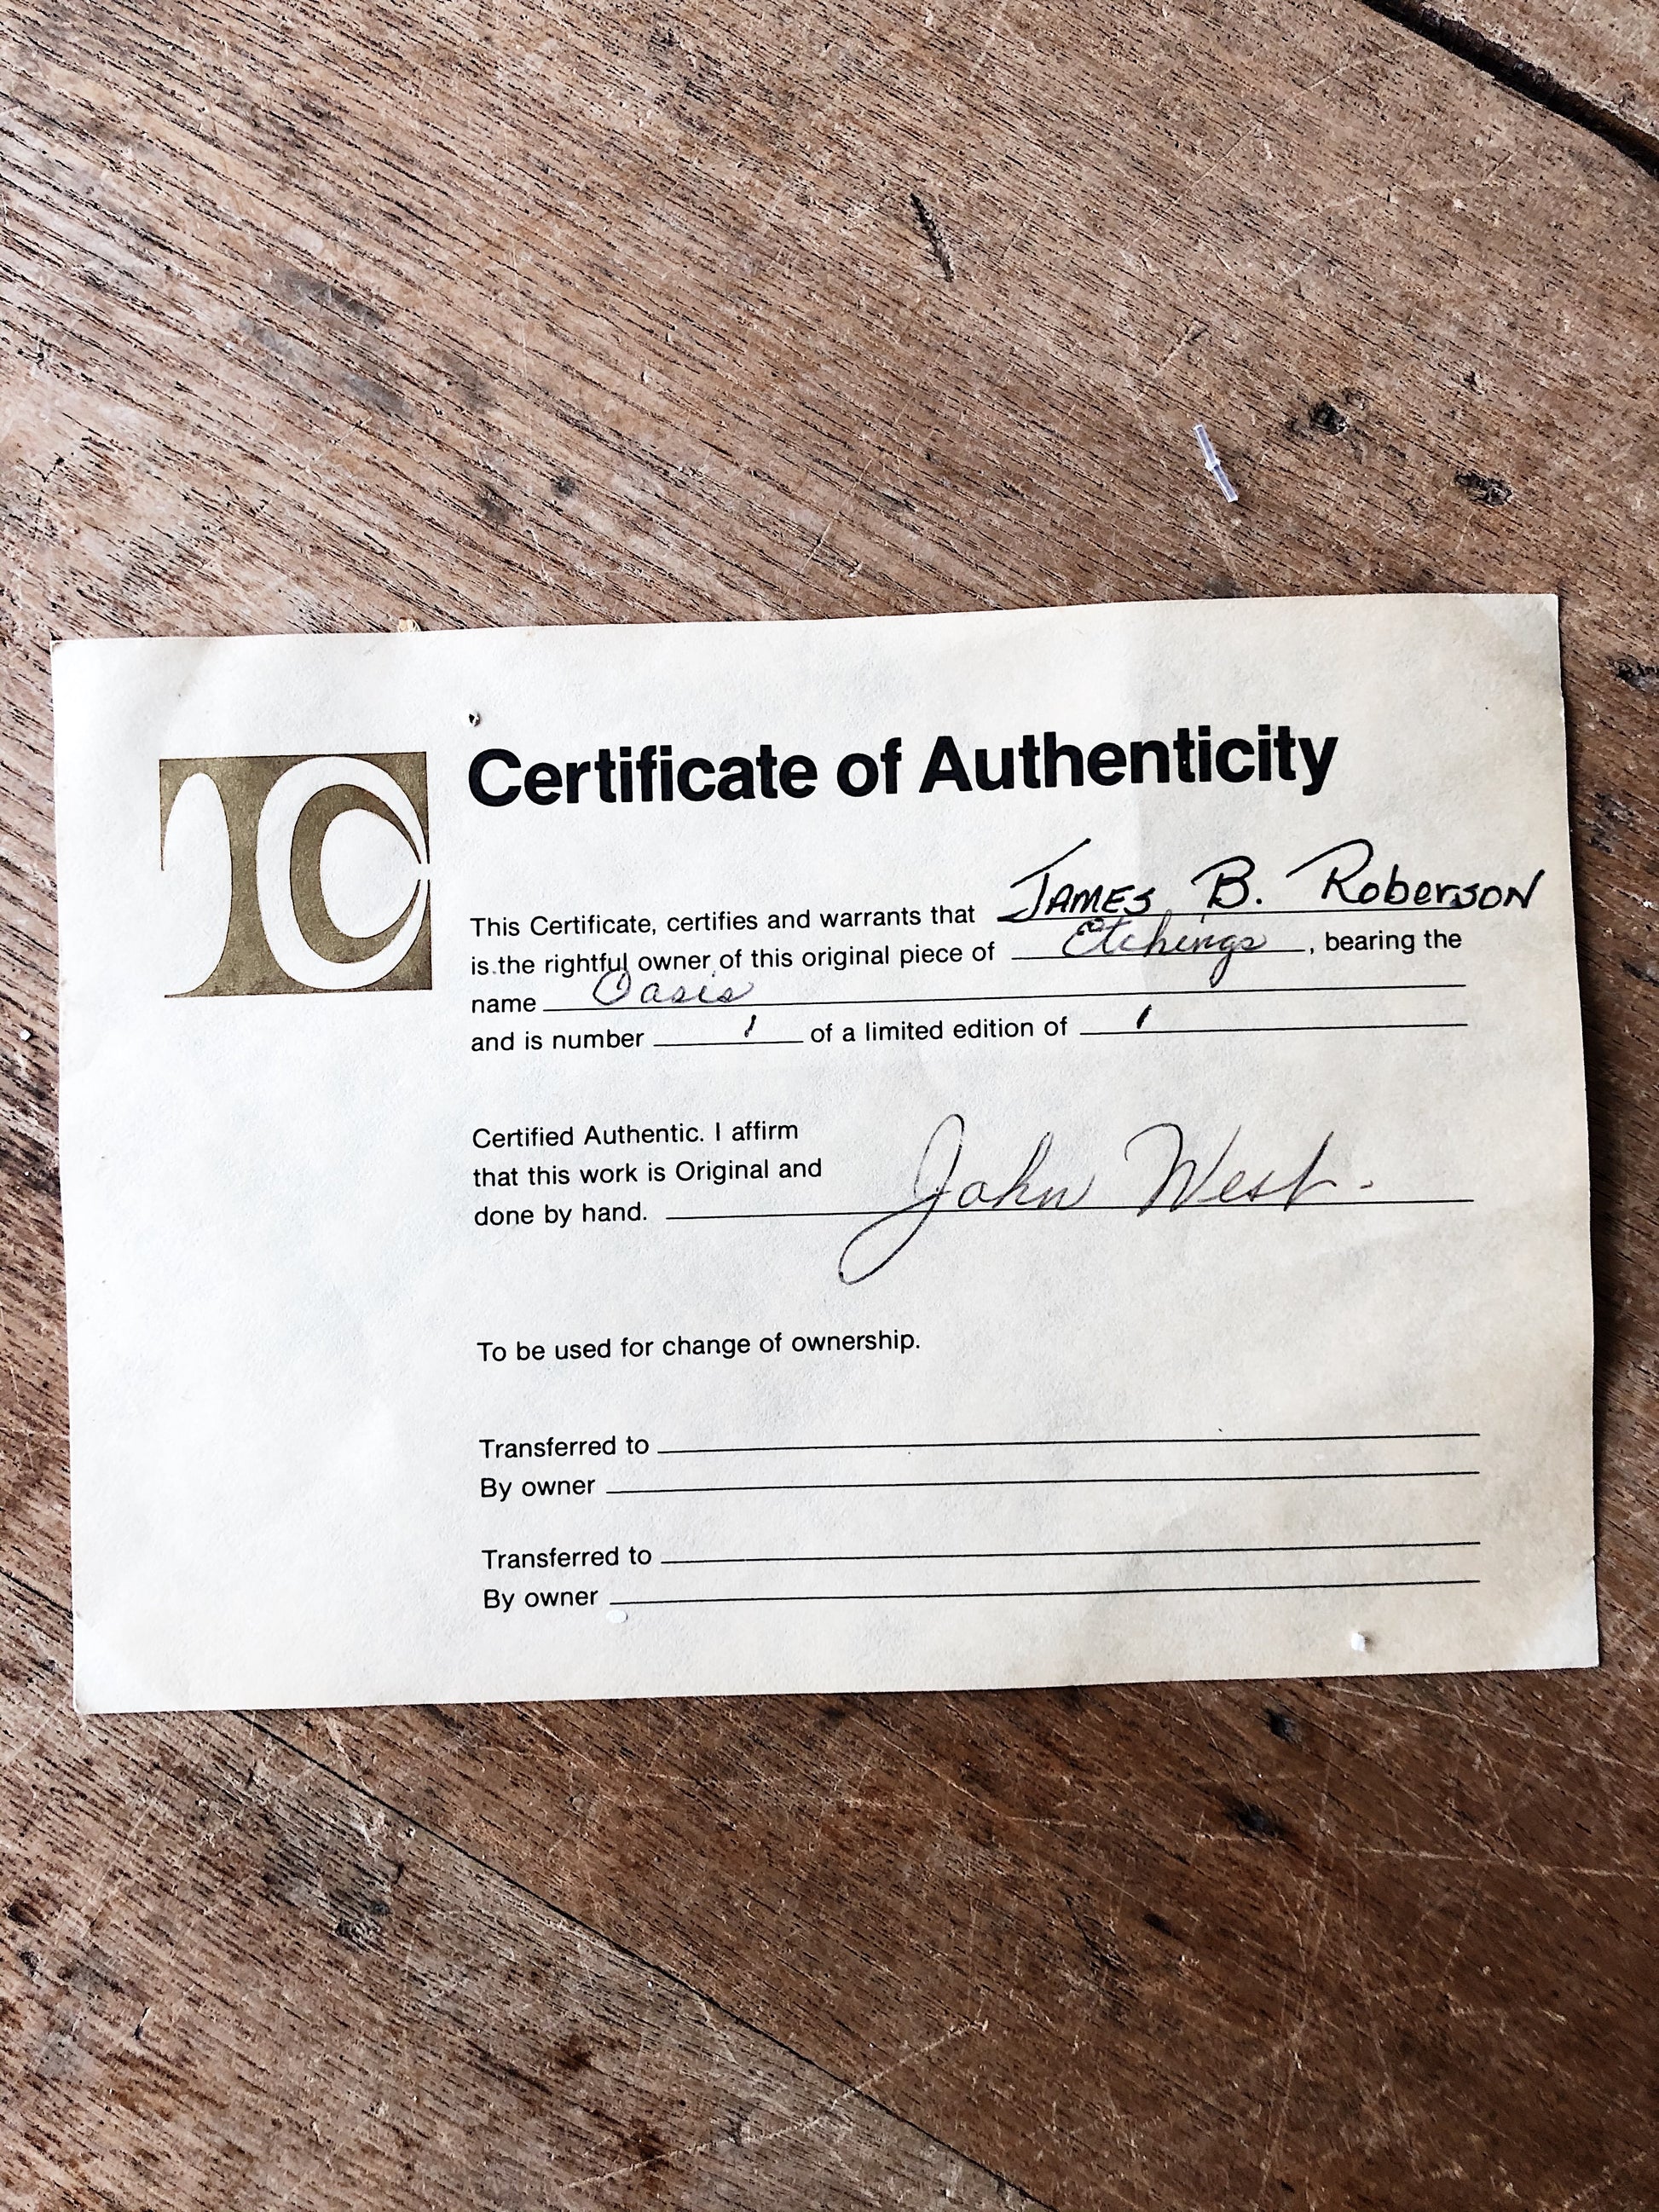 TC
Certificate of Authenticity
This Certificate, certifies and warrants that JAMES B. Roberson
is the rightful owner of this original piece of Etchings, bearing the
name Oasis
and is number 1 of a limited edition of 1
Certified Authentic. I affirm
that this work is Original and
done by hand. John West.
To be used for change of ownership.
Transferred to
By owner
Transferred to
By owner